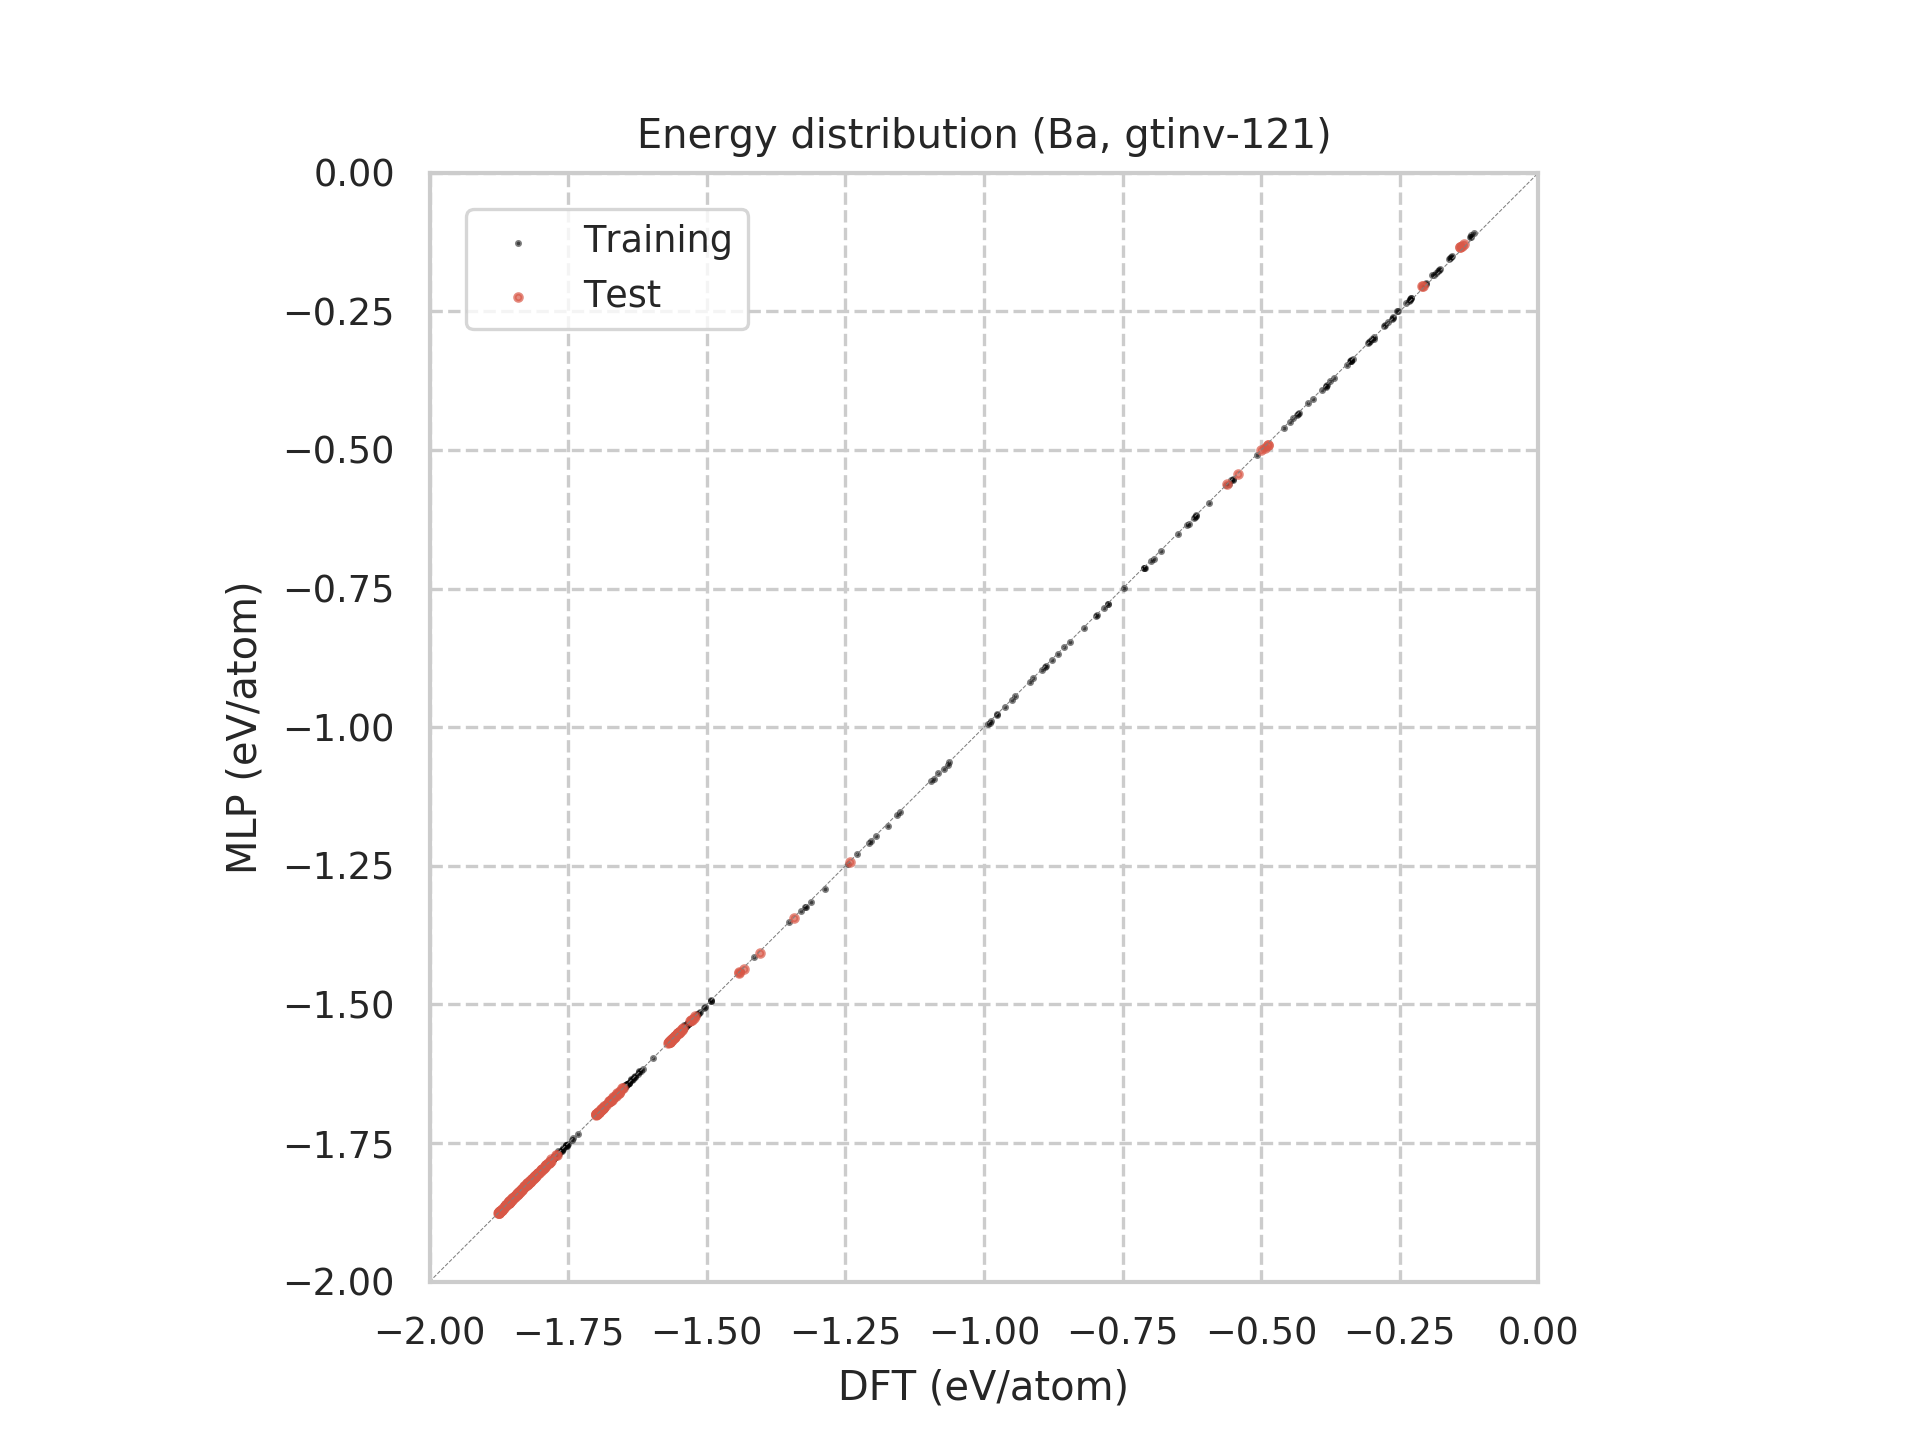 Energy distribution (Ba, gtinv-121)
0.00
−0.25
−0.50
−0.75
−1.00
−1.25
−1.50
−1.75
−2.00
MLP (eV/atom)
Training
Test
−2.00 −1.75 −1.50 −1.25 −1.00 −0.75 −0.50 −0.25 0.00
DFT (eV/atom)